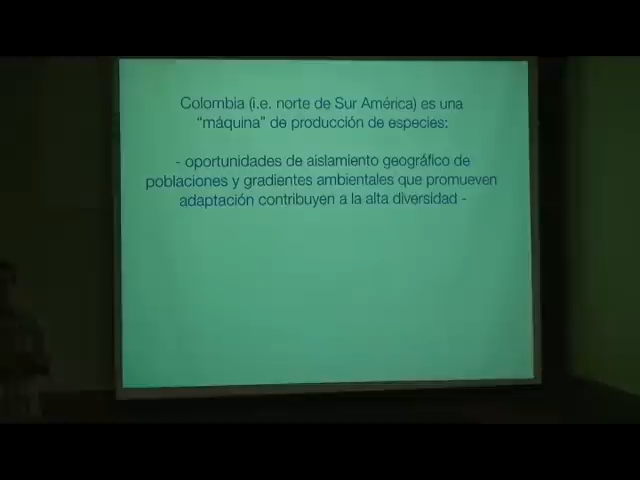 Colombia (i.e. norte de Sur América) es una
“máquina” de producción de especies:
- oportunidades de aislamiento geográfico de
poblaciones y gradientes ambientales que promueven
adaptación contribuyen a la alta diversidad -